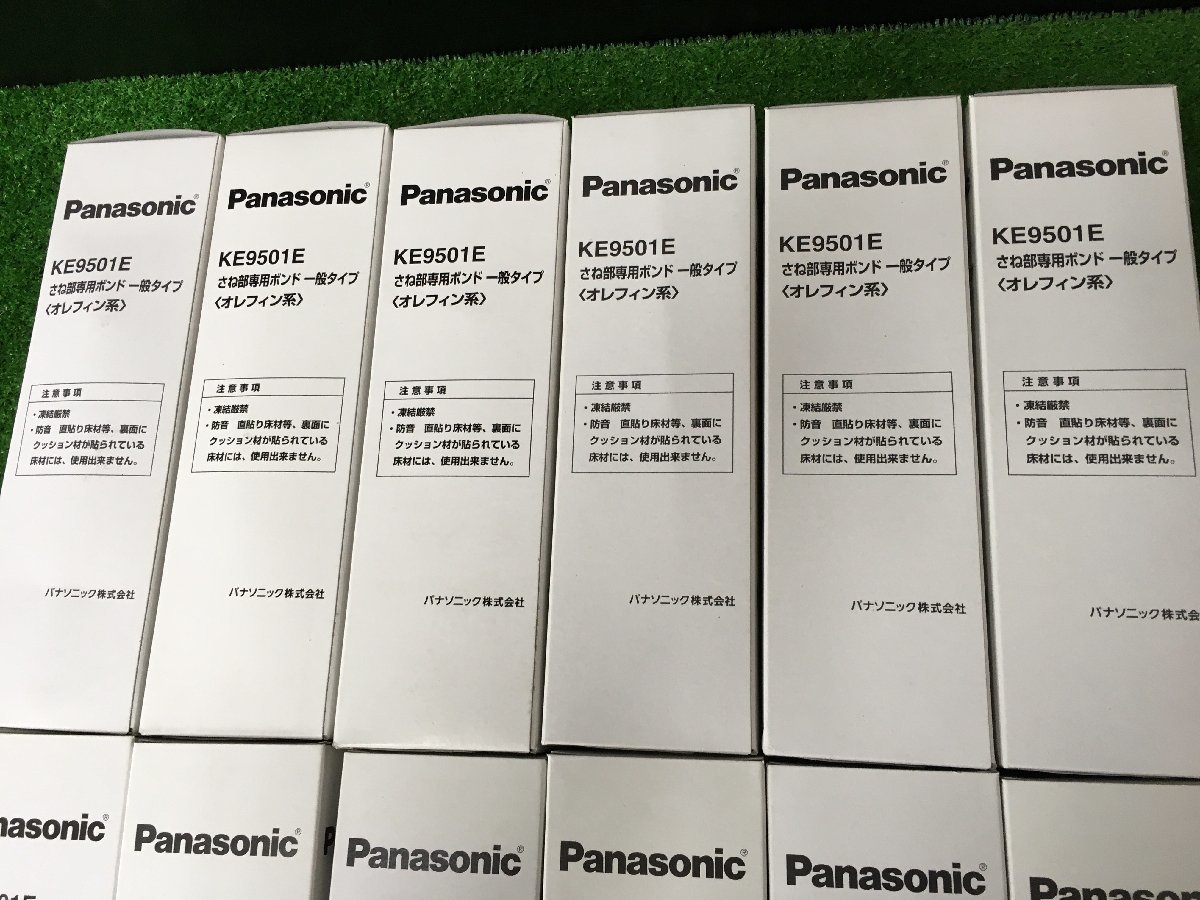 Panasonic®
KE9501E
さね部専用ボンド 一般タイプ
〈オレフィン系〉
注意事項
・凍結厳禁
・防音 直貼り床材等、裏面に
クッション材が貼られている
床材には、使用出来ません。
パナソニック株式会社
Panasonic®
KE9501E
さね部専用ボンド 一般タイプ
〈オレフィン系〉
注意事項
・凍結厳禁
・防音 直貼り床材等、裏面に
クッション材が貼られている
床材には、使用出来ません。
パナソニック株式会社
Panasonic®
KE9501E
さね部専用ボンド 一般タイプ
〈オレフィン系〉
注意事項
・凍結厳禁
・防音 直貼り床材等、裏面に
クッション材が貼られている
床材には、使用出来ません。
パナソニック株式会社
Panasonic®
KE9501E
さね部専用ボンド 一般タイプ
〈オレフィン系〉
注意事項
・凍結厳禁
・防音 直貼り床材等、裏面に
クッション材が貼られている
床材には、使用出来ません。
パナソニック株式会社
Panasonic®
KE9501E
さね部専用ボンド 一般タイプ
〈オレフィン系〉
注意事項
・凍結厳禁
・防音 直貼り床材等、裏面に
クッション材が貼られている
床材には、使用出来ません。
パナソニック株式会社
Panasonic®
KE9501E
さね部専用ボンド 一般タイプ
〈オレフィン系〉
注意事項
・凍結厳禁
・防音 直貼り床材等、裏面に
クッション材が貼られている
床材には、使用出来ません。
パナソニック株式会
nasonic®
Panasonic®
Panasonic®
Panasonic®
Panasonic®
Panasonic